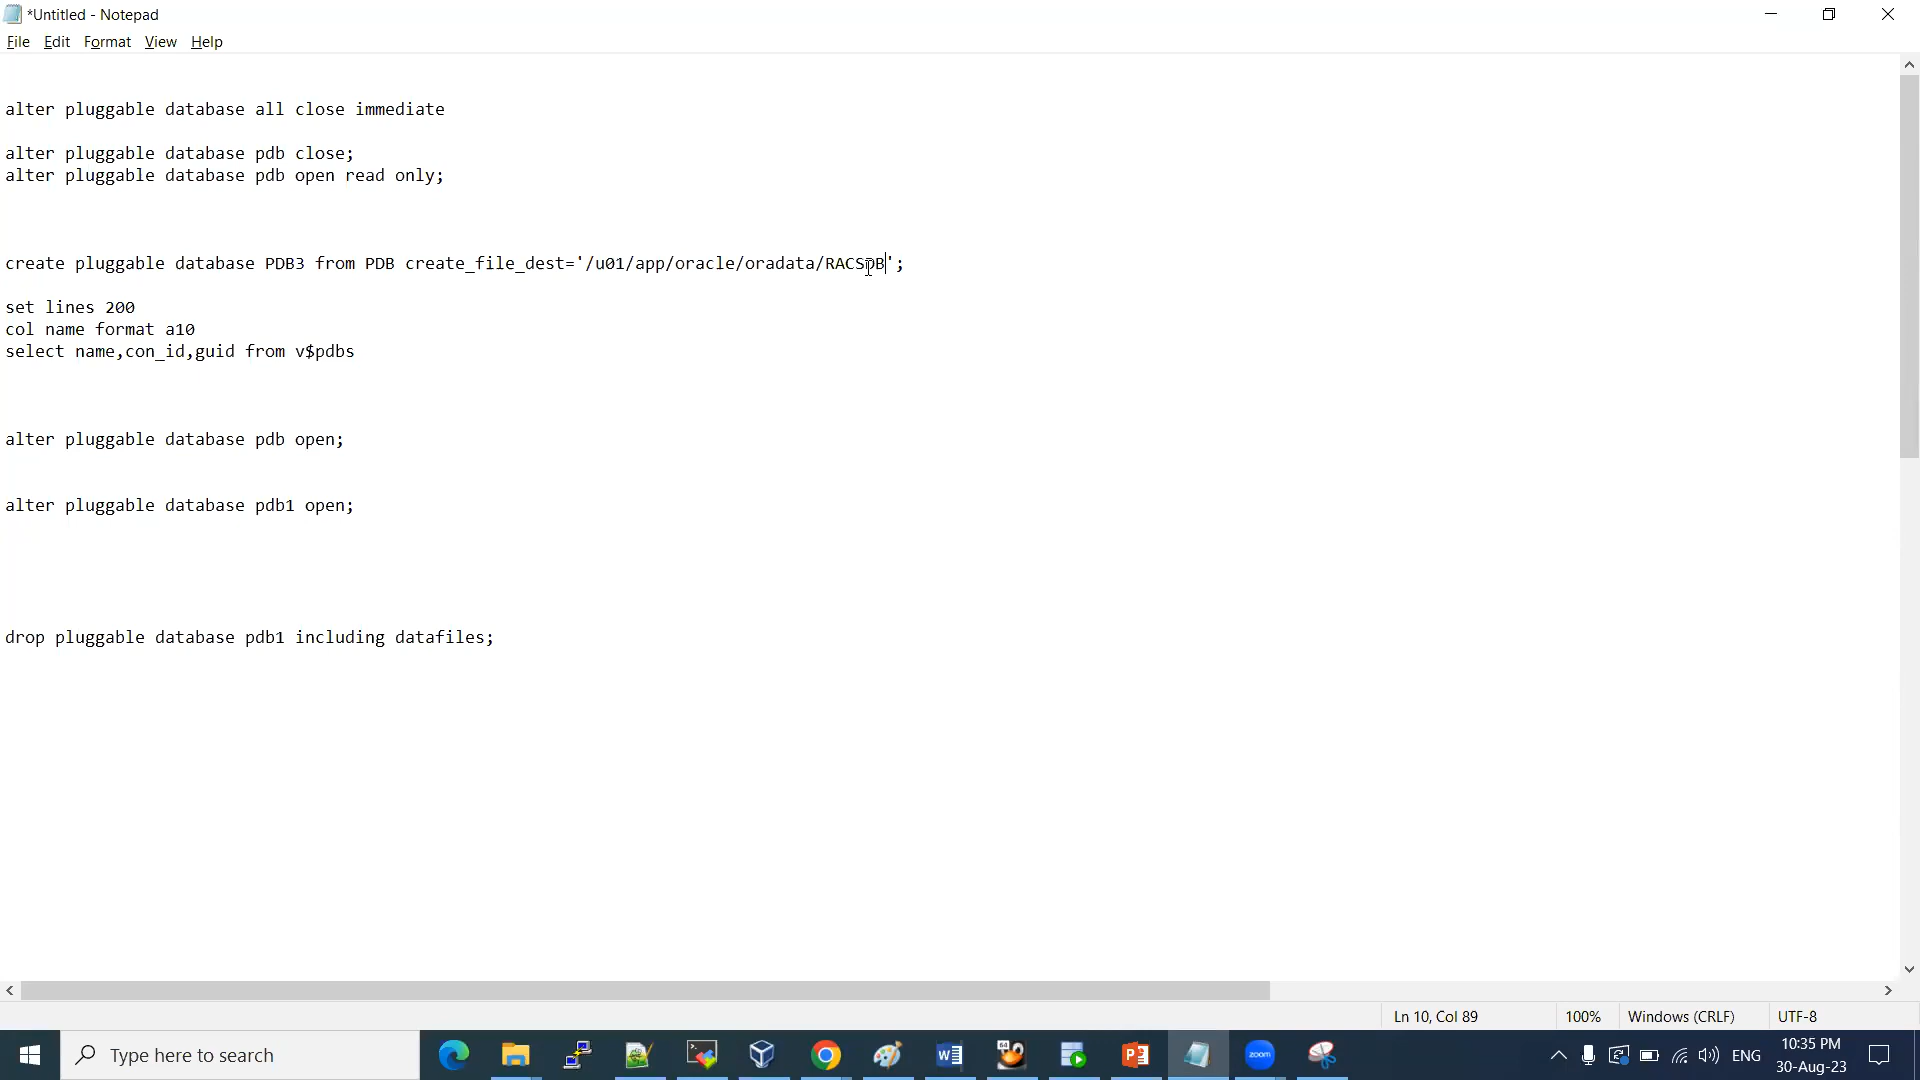 *Untitled - Notepad
File Edit Format View Help
alter pluggable database all close immediate
alter pluggable database pdb close;
alter pluggable database pdb open read only;
create pluggable database PDB3 from PDB create_file_dest='/u01/app/oracle/oradata/RACSDB';
set lines 200
col name format a10
select name,con_id,guid from v$pdbs
alter pluggable database pdb open;
alter pluggable database pdb1 open;
drop pluggable database pdb1 including datafiles;
Ln 10, Col 89 100% Windows (CRLF) UTF-8
Type here to search
W
64
P
zoom
ENG
10:35 PM
30-Aug-23